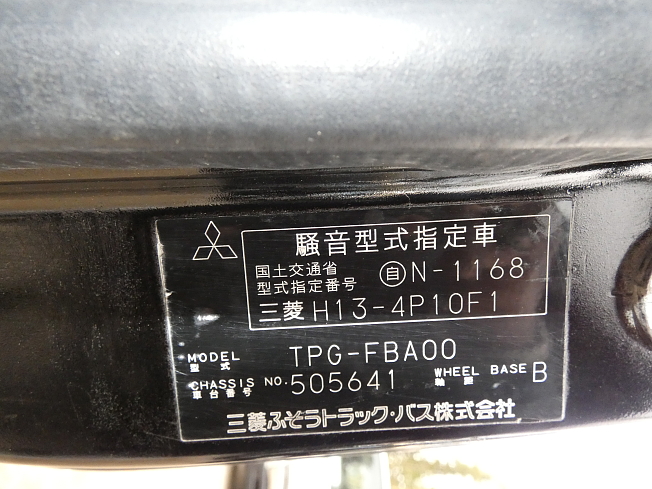 騒音型式指定車
国土交通省
型式指定番号 自N-1168
三菱 H13-4P10F1
MODEL TPG-FBA00
型式
CHASSIS NO. 505641 WHEEL BASE B
車台番号 軸距
三菱ふそうトラック・バス株式会社